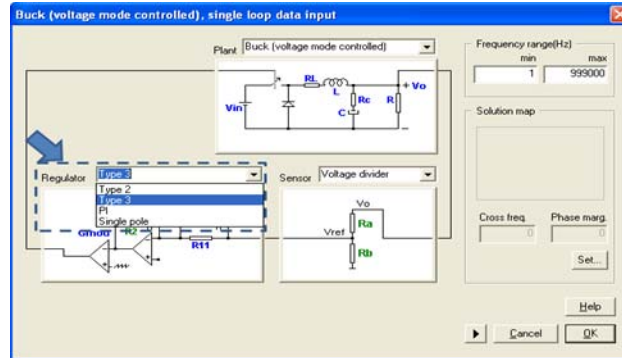 Buck (voltage mode controlled), single loop data input
Plant Buck (voltage mode controlled)
Frequency range(Hz)
min max
1 999000
RL
L
+ Vo
Vin
Rc
R
C
Solution map
Regulator Type 3
Type 2
Type 3
PI
Single pole
Sensor Voltage divider
Vo
Vref
Ra
Rb
R2
R11
Cross freq. Phase marg.
0 0
Set...
Help
Cancel OK